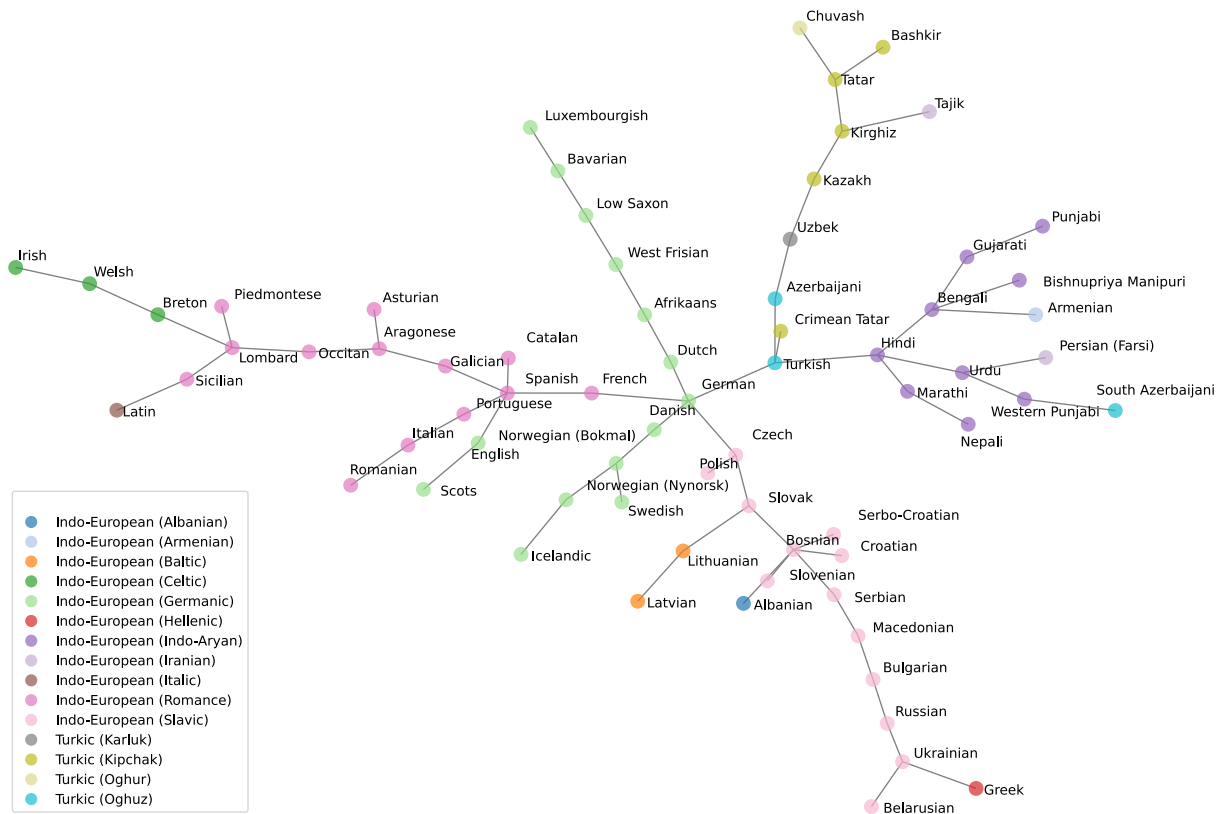 Chuvash
Bashkir
Tatar
Tajik
Luxembourgish
Kirghiz
Bavarian
Kazakh
Low Saxon
Punjabi
Uzbek
Gujarati
Irish
West Frisian
Welsh
Bishnupriya Manipuri
Azerbaijani
Piedmontese
Bengali
Breton
Asturian
Afrikaans
Armenian
Crimean Tatar
Aragonese
Catalan
Hindi
Persian (Farsi)
Lombard
Occitan
Dutch
Galician
Turkish
Urdu
Sicilian
Spanish
French
German
South Azerbaijani
Marathi
Latin
Portuguese
Danish
Western Punjabi
Italian
Norwegian (Bokmal)
Czech
Nepali
English
Romanian
Polish
Scots
Norwegian (Nynorsk)
Slovak
Swedish
Serbo-Croatian
Bosnian
Icelandic
Lithuanian
Croatian
Slovenian
Latvian
Albanian
Serbian
Macedonian
Bulgarian
Russian
Ukrainian
Greek
Belarusian
Indo-European (Albanian)
Indo-European (Armenian)
Indo-European (Baltic)
Indo-European (Celtic)
Indo-European (Germanic)
Indo-European (Hellenic)
Indo-European (Indo-Aryan)
Indo-European (Iranian)
Indo-European (Italic)
Indo-European (Romance)
Indo-European (Slavic)
Turkic (Karluk)
Turkic (Kipchak)
Turkic (Oghur)
Turkic (Oghuz)